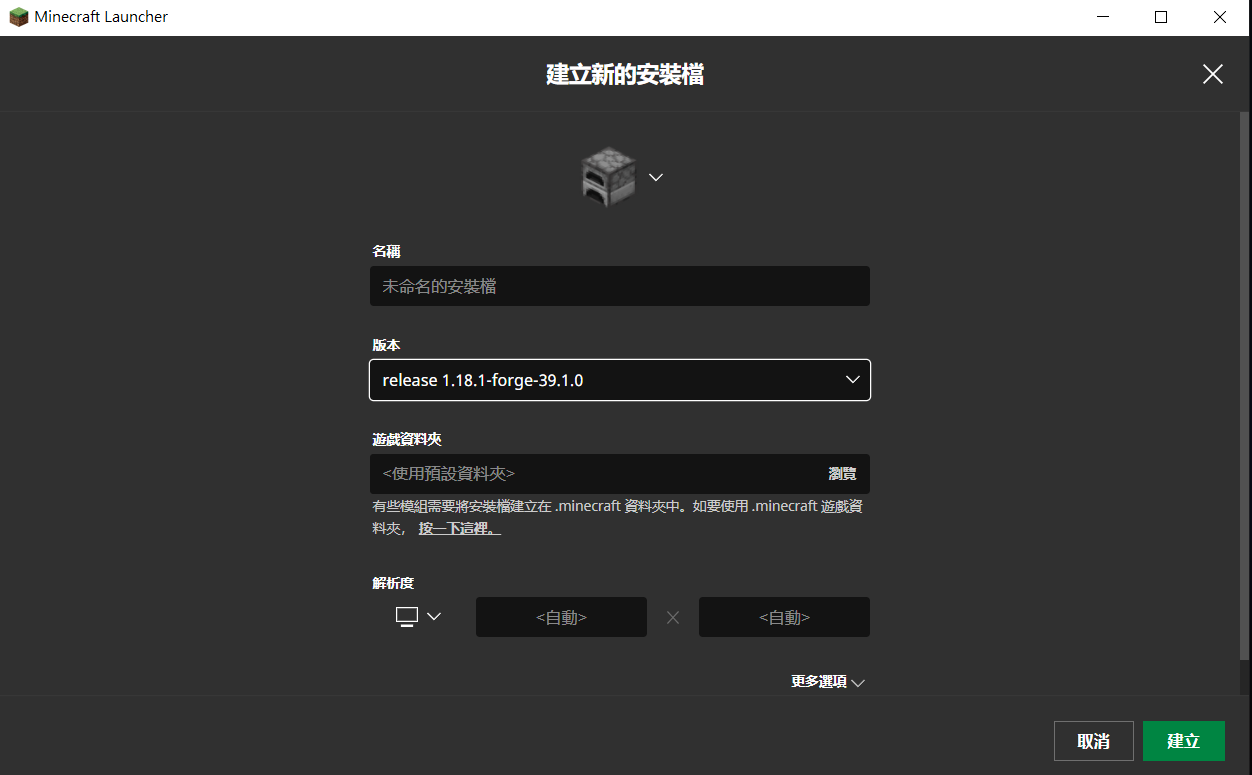 Minecraft Launcher
建立新的安裝檔
名稱
未命名的安裝檔
版本
release 1.18.1-forge-39.1.0
遊戲資料夾
<使用預設資料夾> 瀏覽
有些模組需要將安裝檔建立在 .minecraft 資料夾中。如要使用 .minecraft 遊戲資
料夾， 按一下這裡。
解析度
<自動> <自動>
更多選項
取消 建立